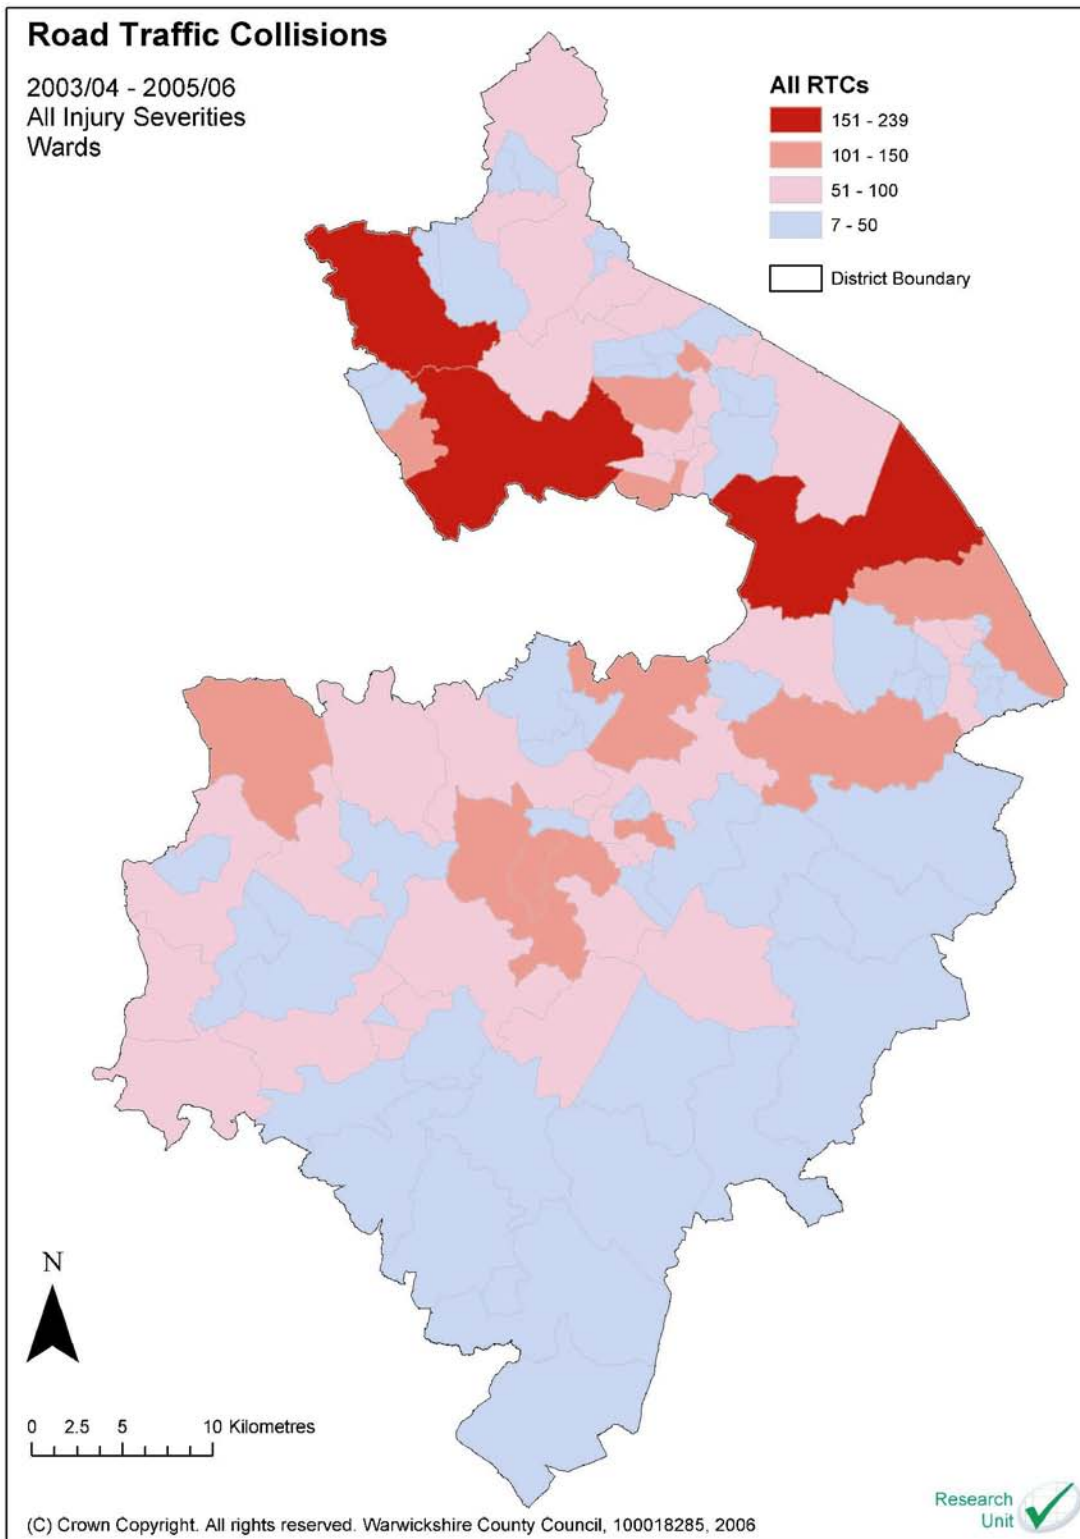 Road Traffic Collisions
2003/04 - 2005/06
All Injury Severities
Wards
All RTCs
151 - 239
101 - 150
51 - 100
7 - 50
District Boundary
N
0 2.5 5 10 Kilometres
Research
Unit
(C) Crown Copyright. All rights reserved. Warwickshire County Council, 100018285, 2006